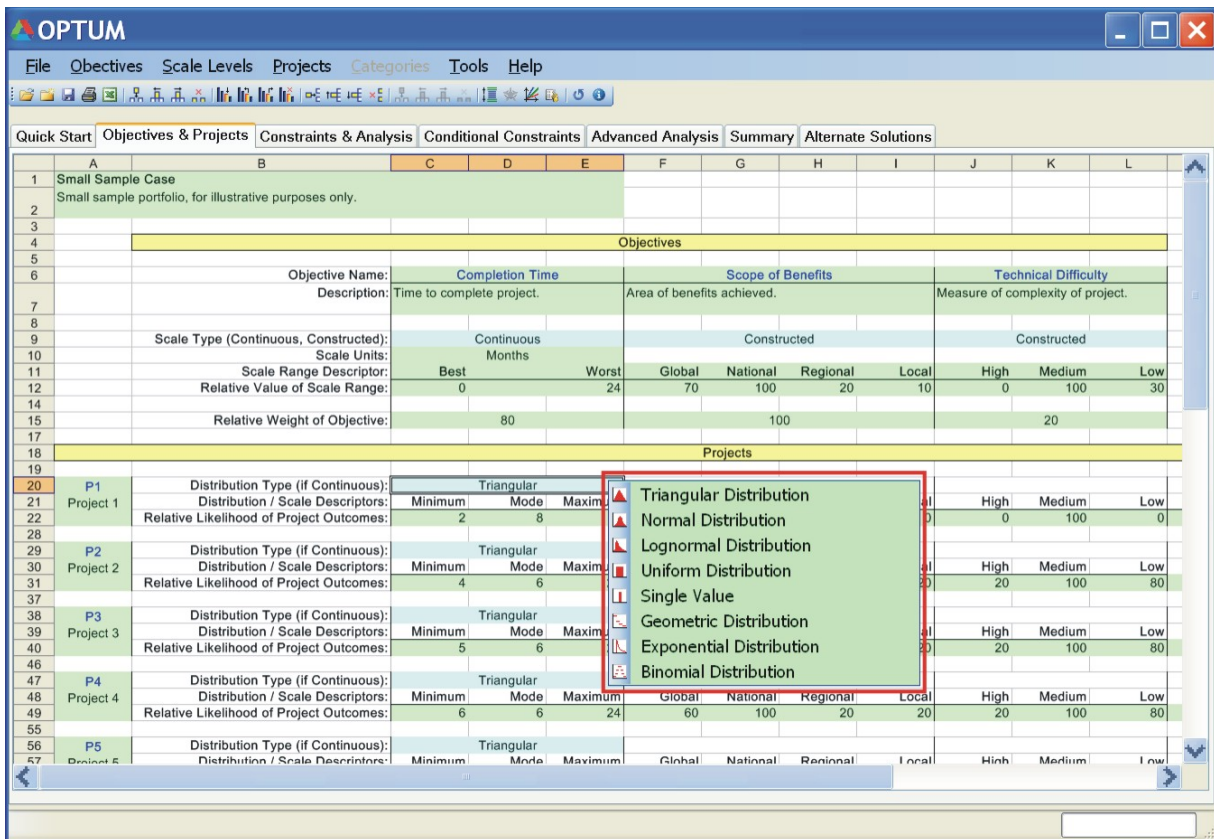 OPTUM
File Obectives Scale Levels Projects Categories Tools Help
Quick Start Objectives & Projects Constraints & Analysis Conditional Constraints Advanced Analysis Summary Alternate Solutions
A B C D E F G H I J K L
1 Small Sample Case
2 Small sample portfolio, for illustrative purposes only.
3
4 Objectives
5
6 Objective Name: Completion Time Scope of Benefits Technical Difficulty
7 Description: Time to complete project. Area of benefits achieved. Measure of complexity of project.
8
9 Scale Type (Continuous, Constructed): Continuous Constructed Constructed
10 Scale Units: Months
11 Scale Range Descriptor: Best Worst Global National Regional Local High Medium Low
12 Relative Value of Scale Range: 0 24 70 100 20 10 0 100 30
14
15 Relative Weight of Objective: 80 100 20
17
18 Projects
19
20 P1 Distribution Type (if Continuous): Triangular
21 Project 1 Distribution / Scale Descriptors: Minimum Mode High Medium Low
22 Relative Likelihood of Project Outcomes: 2 8 0 100 0
28
29 P2 Distribution Type (if Continuous): Triangular
30 Project 2 Distribution / Scale Descriptors: Minimum Mode High Medium Low
31 Relative Likelihood of Project Outcomes: 4 6 20 100 80
37
38 P3 Distribution Type (if Continuous): Triangular
39 Project 3 Distribution / Scale Descriptors: Minimum Mode High Medium Low
40 Relative Likelihood of Project Outcomes: 5 6 20 100 80
46
47 P4 Distribution Type (if Continuous): Triangular
48 Project 4 Distribution / Scale Descriptors: Minimum Mode Maximum Global National Regional Local High Medium Low
49 Relative Likelihood of Project Outcomes: 6 6 24 60 100 20 20 20 100 80
55
56 P5 Distribution Type (if Continuous): Triangular
57 Project 5 Distribution / Scale Descriptors: Minimum Mode Maximum Global National Regional Local High Medium Low
Triangular Distribution
Normal Distribution
Lognormal Distribution
Uniform Distribution
Single Value
Geometric Distribution
Exponential Distribution
Binomial Distribution